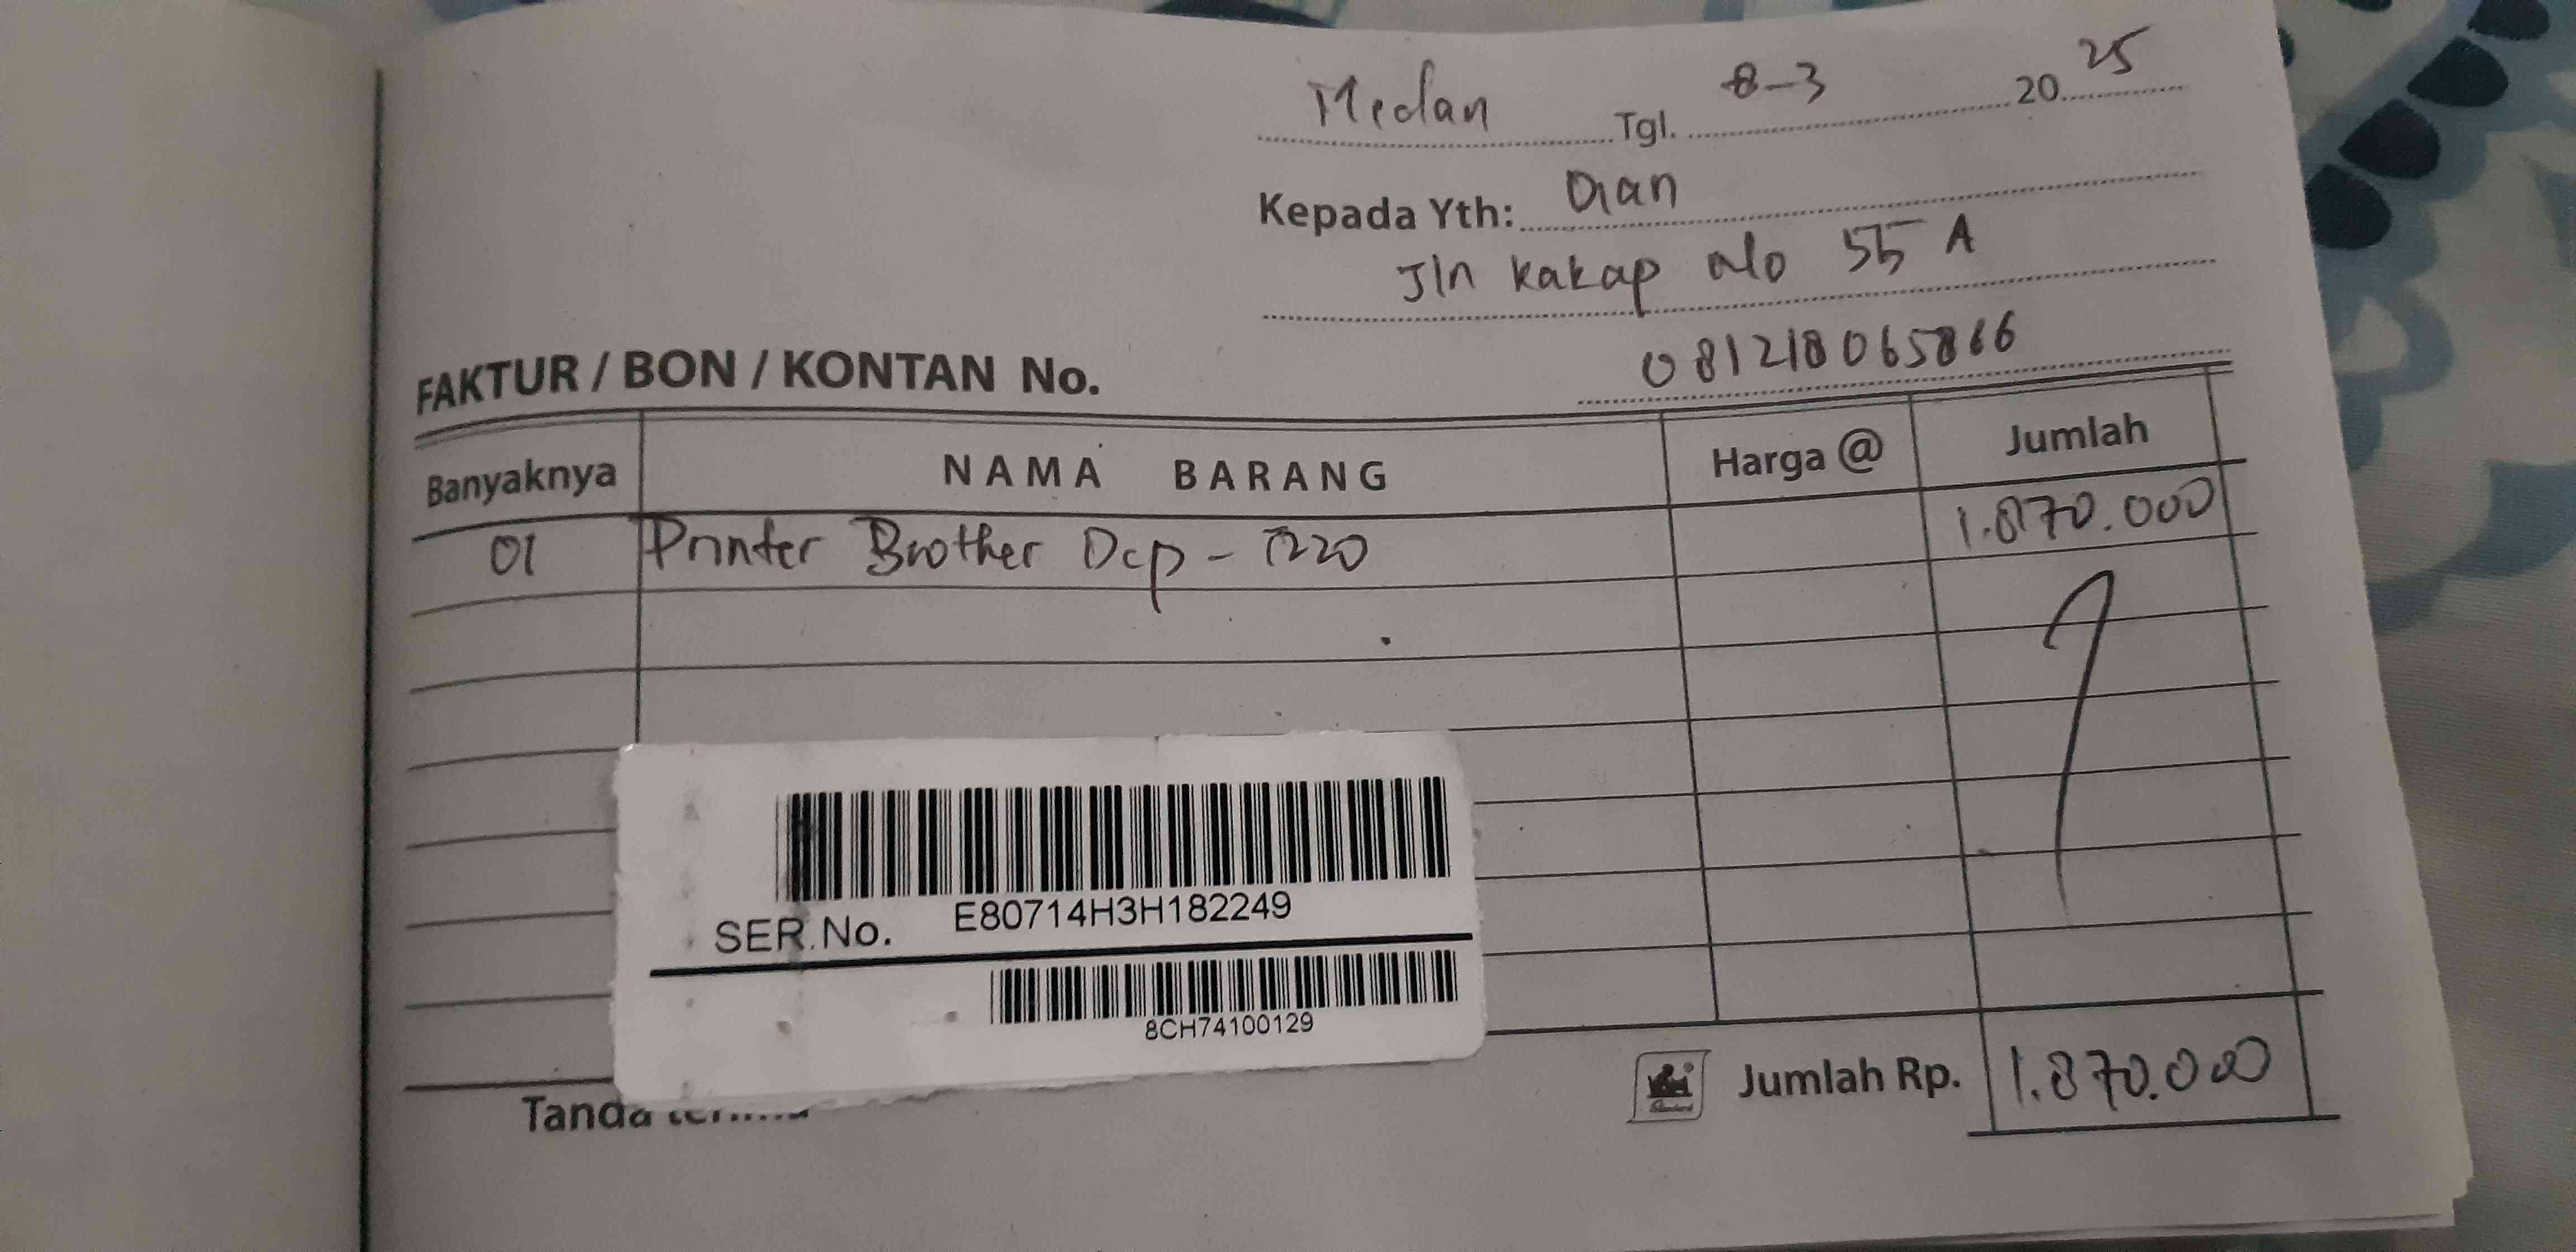 Medan Tgl. 8-3 2025
Kepada Yth: Dian
Jln kakap No 55 A
081218065866
FAKTUR / BON / KONTAN No.
Banyaknya NAMA BARANG Harga @ Jumlah
01 Printer Brother Dcp - T220 1.870.000
SER.No. E80714H3H182249
8CH74100129
Tanda
Jumlah Rp. 1.870.000